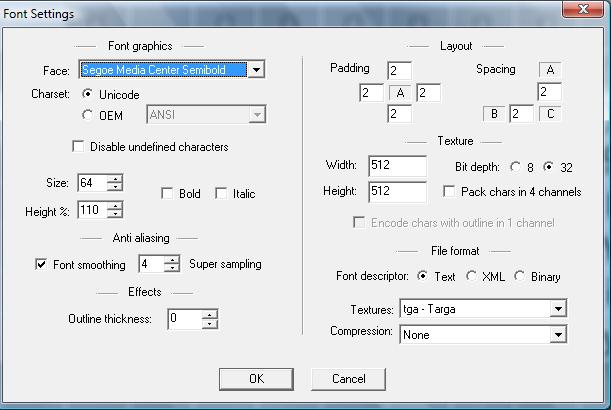 Font Settings
Font graphics
Face: Segoe Media Center Semibold
Charset: Unicode
OEM ANSI
Disable undefined characters
Size: 64
Bold Italic
Height %: 110
Anti aliasing
Font smoothing 4 Super sampling
Effects
Outline thickness: 0
Layout
Padding 2 Spacing A
2 A 2 2
2 B 2 C
Texture
Width: 512 Bit depth: 8 32
Height: 512 Pack chars in 4 channels
Encode chars with outline in 1 channel
File format
Font descriptor: Text XML Binary
Textures: tga - Targa
Compression: None
OK Cancel